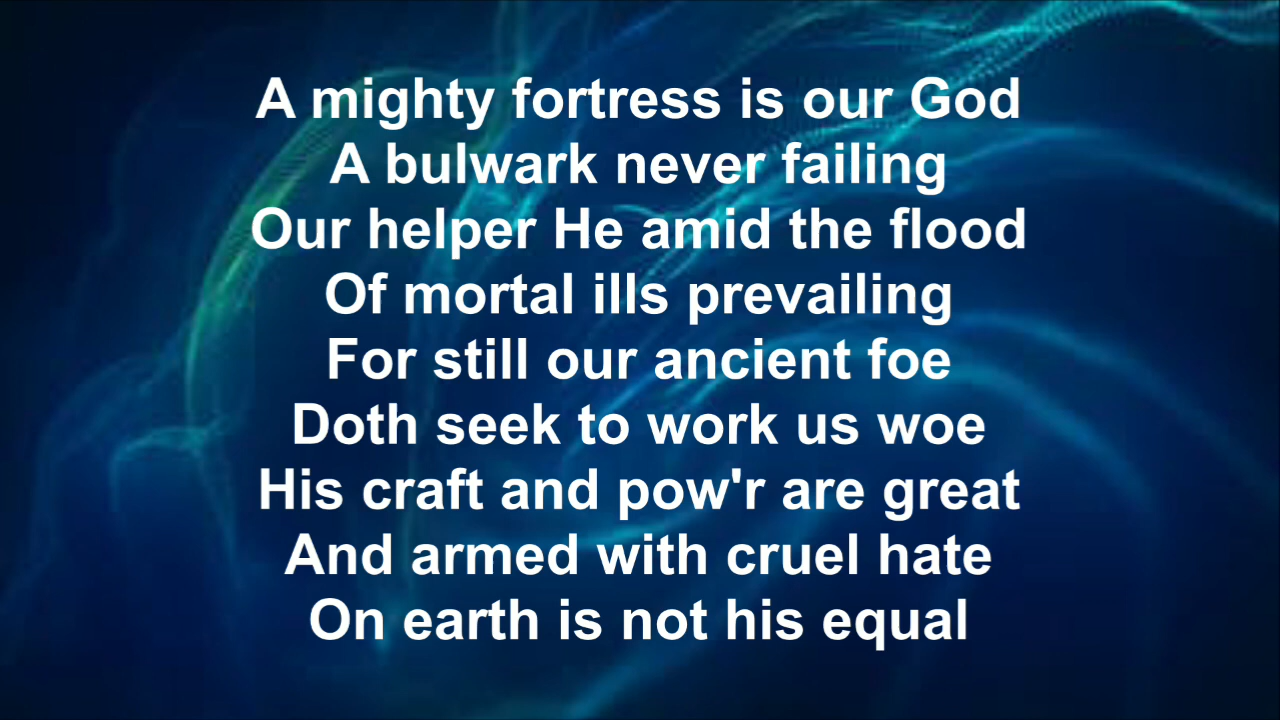 A mighty fortress is our God
A bulwark never failing
Our helper He amid the flood
Of mortal ills prevailing
For still our ancient foe
Doth seek to work us woe
His craft and pow'r are great
And armed with cruel hate
On earth is not his equal